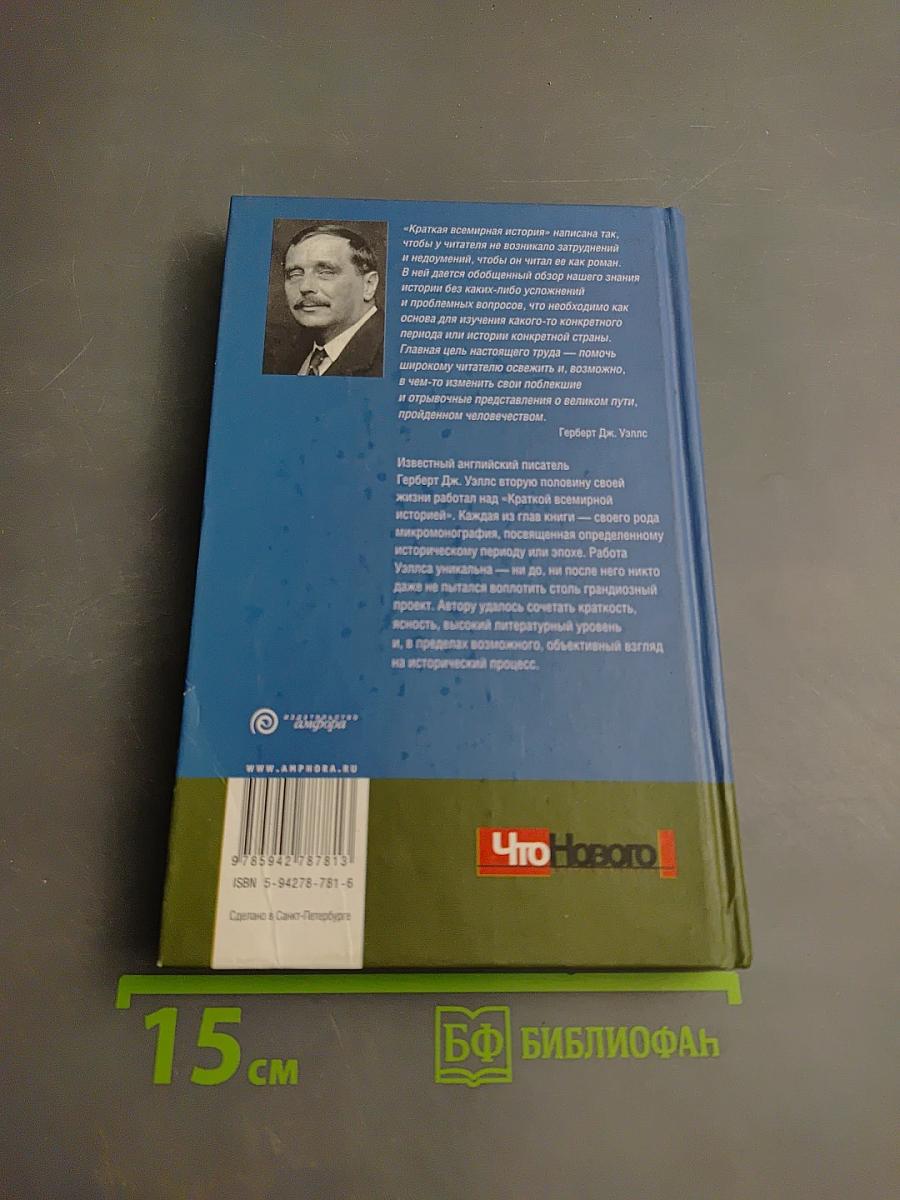 «Краткая всемирная история» написана так,
чтобы у читателя не возникало затруднений
и недоумений, чтобы он читал ее как роман.
В ней дается обобщенный обзор нашего знания
истории без каких-либо усложнений
и проблемных вопросов, что необходимо как
основа для изучения какого-то конкретного
периода или истории конкретной страны.
Главная цель настоящего труда — помочь
широкому читателю освежить и, возможно,
в чем-то изменить свои поблекшие
и отрывочные представления о великом пути,
пройденном человечеством.
Герберт Дж. Уэллс
Известный английский писатель
Герберт Дж. Уэллс вторую половину своей
жизни работал над «Краткой всемирной
историей». Каждая из глав книги — своего рода
микромонография, посвященная определенному
историческому периоду или эпохе. Работа
Уэллса уникальна — ни до, ни после него никто
даже не пытался воплотить столь грандиозный
проект. Автору удалось сочетать краткость,
ясность, высокий литературный уровень
и, в пределах возможного, объективный взгляд
на исторический процесс.
издательство
амфора
WWW.AMPHORA.RU
9785942787813
ISBN 5-94278-781-6
Сделано в Санкт-Петербурге
ЧтоНового
15 см
БФ БИБЛИОФАН